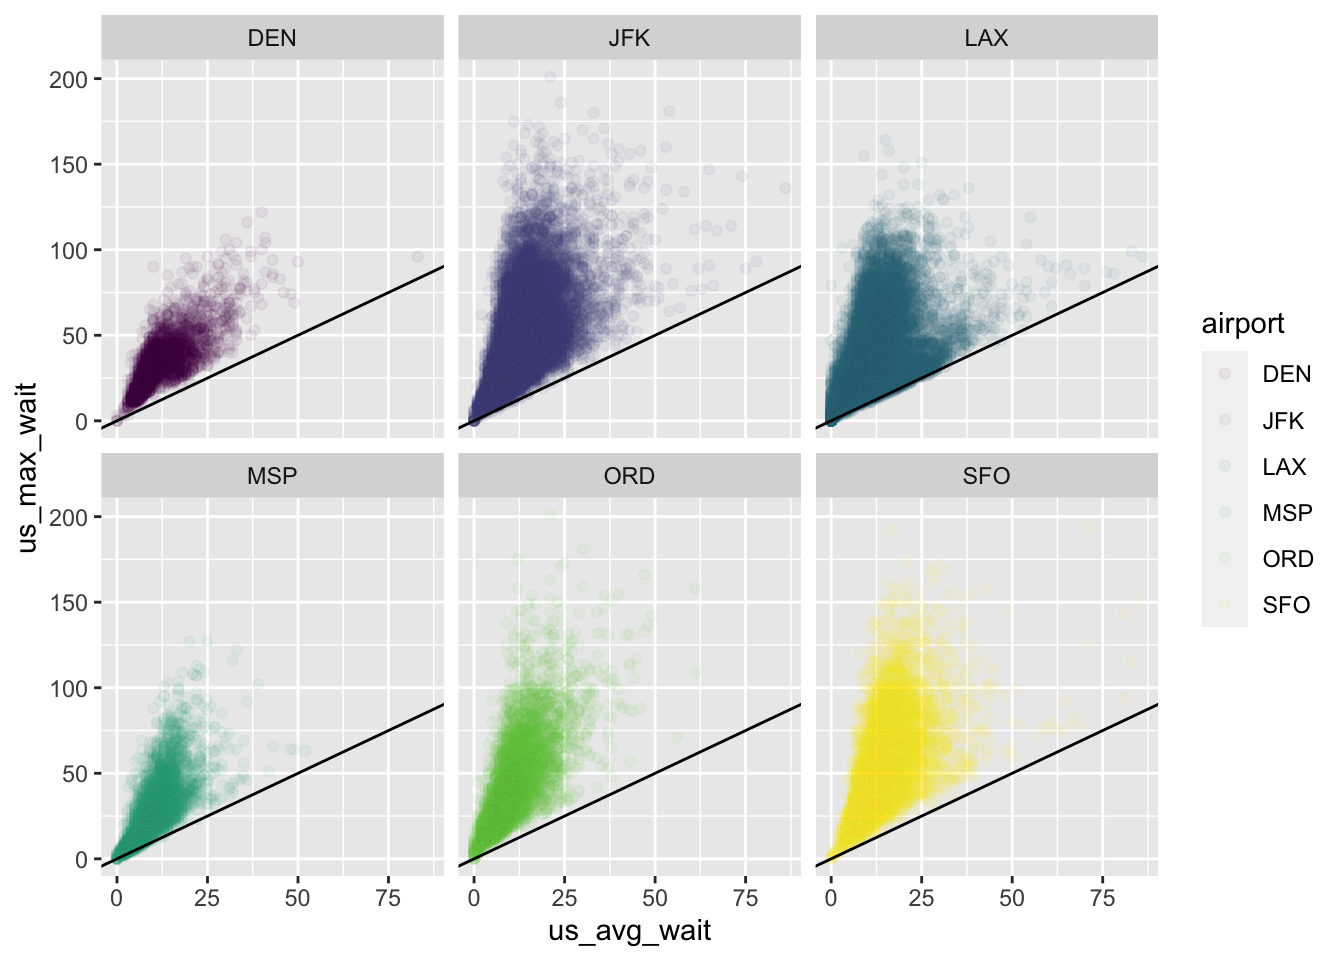 DEN JFK LAX
200
150
100
50
0
MSP ORD SFO
200
150
100
50
0
0 25 50 75 0 25 50 75 0 25 50 75
us_avg_wait
us_max_wait
airport
DEN
JFK
LAX
MSP
ORD
SFO